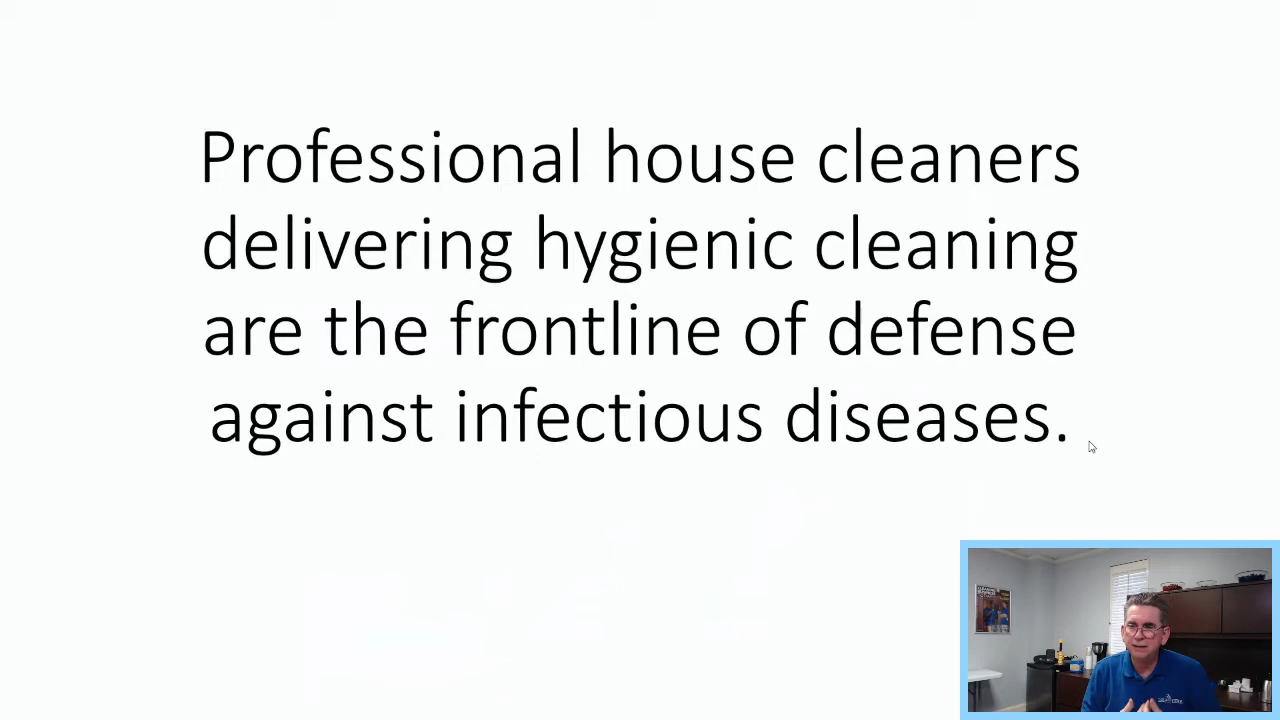 Professional house cleaners
delivering hygienic cleaning
are the frontline of defense
against infectious diseases.